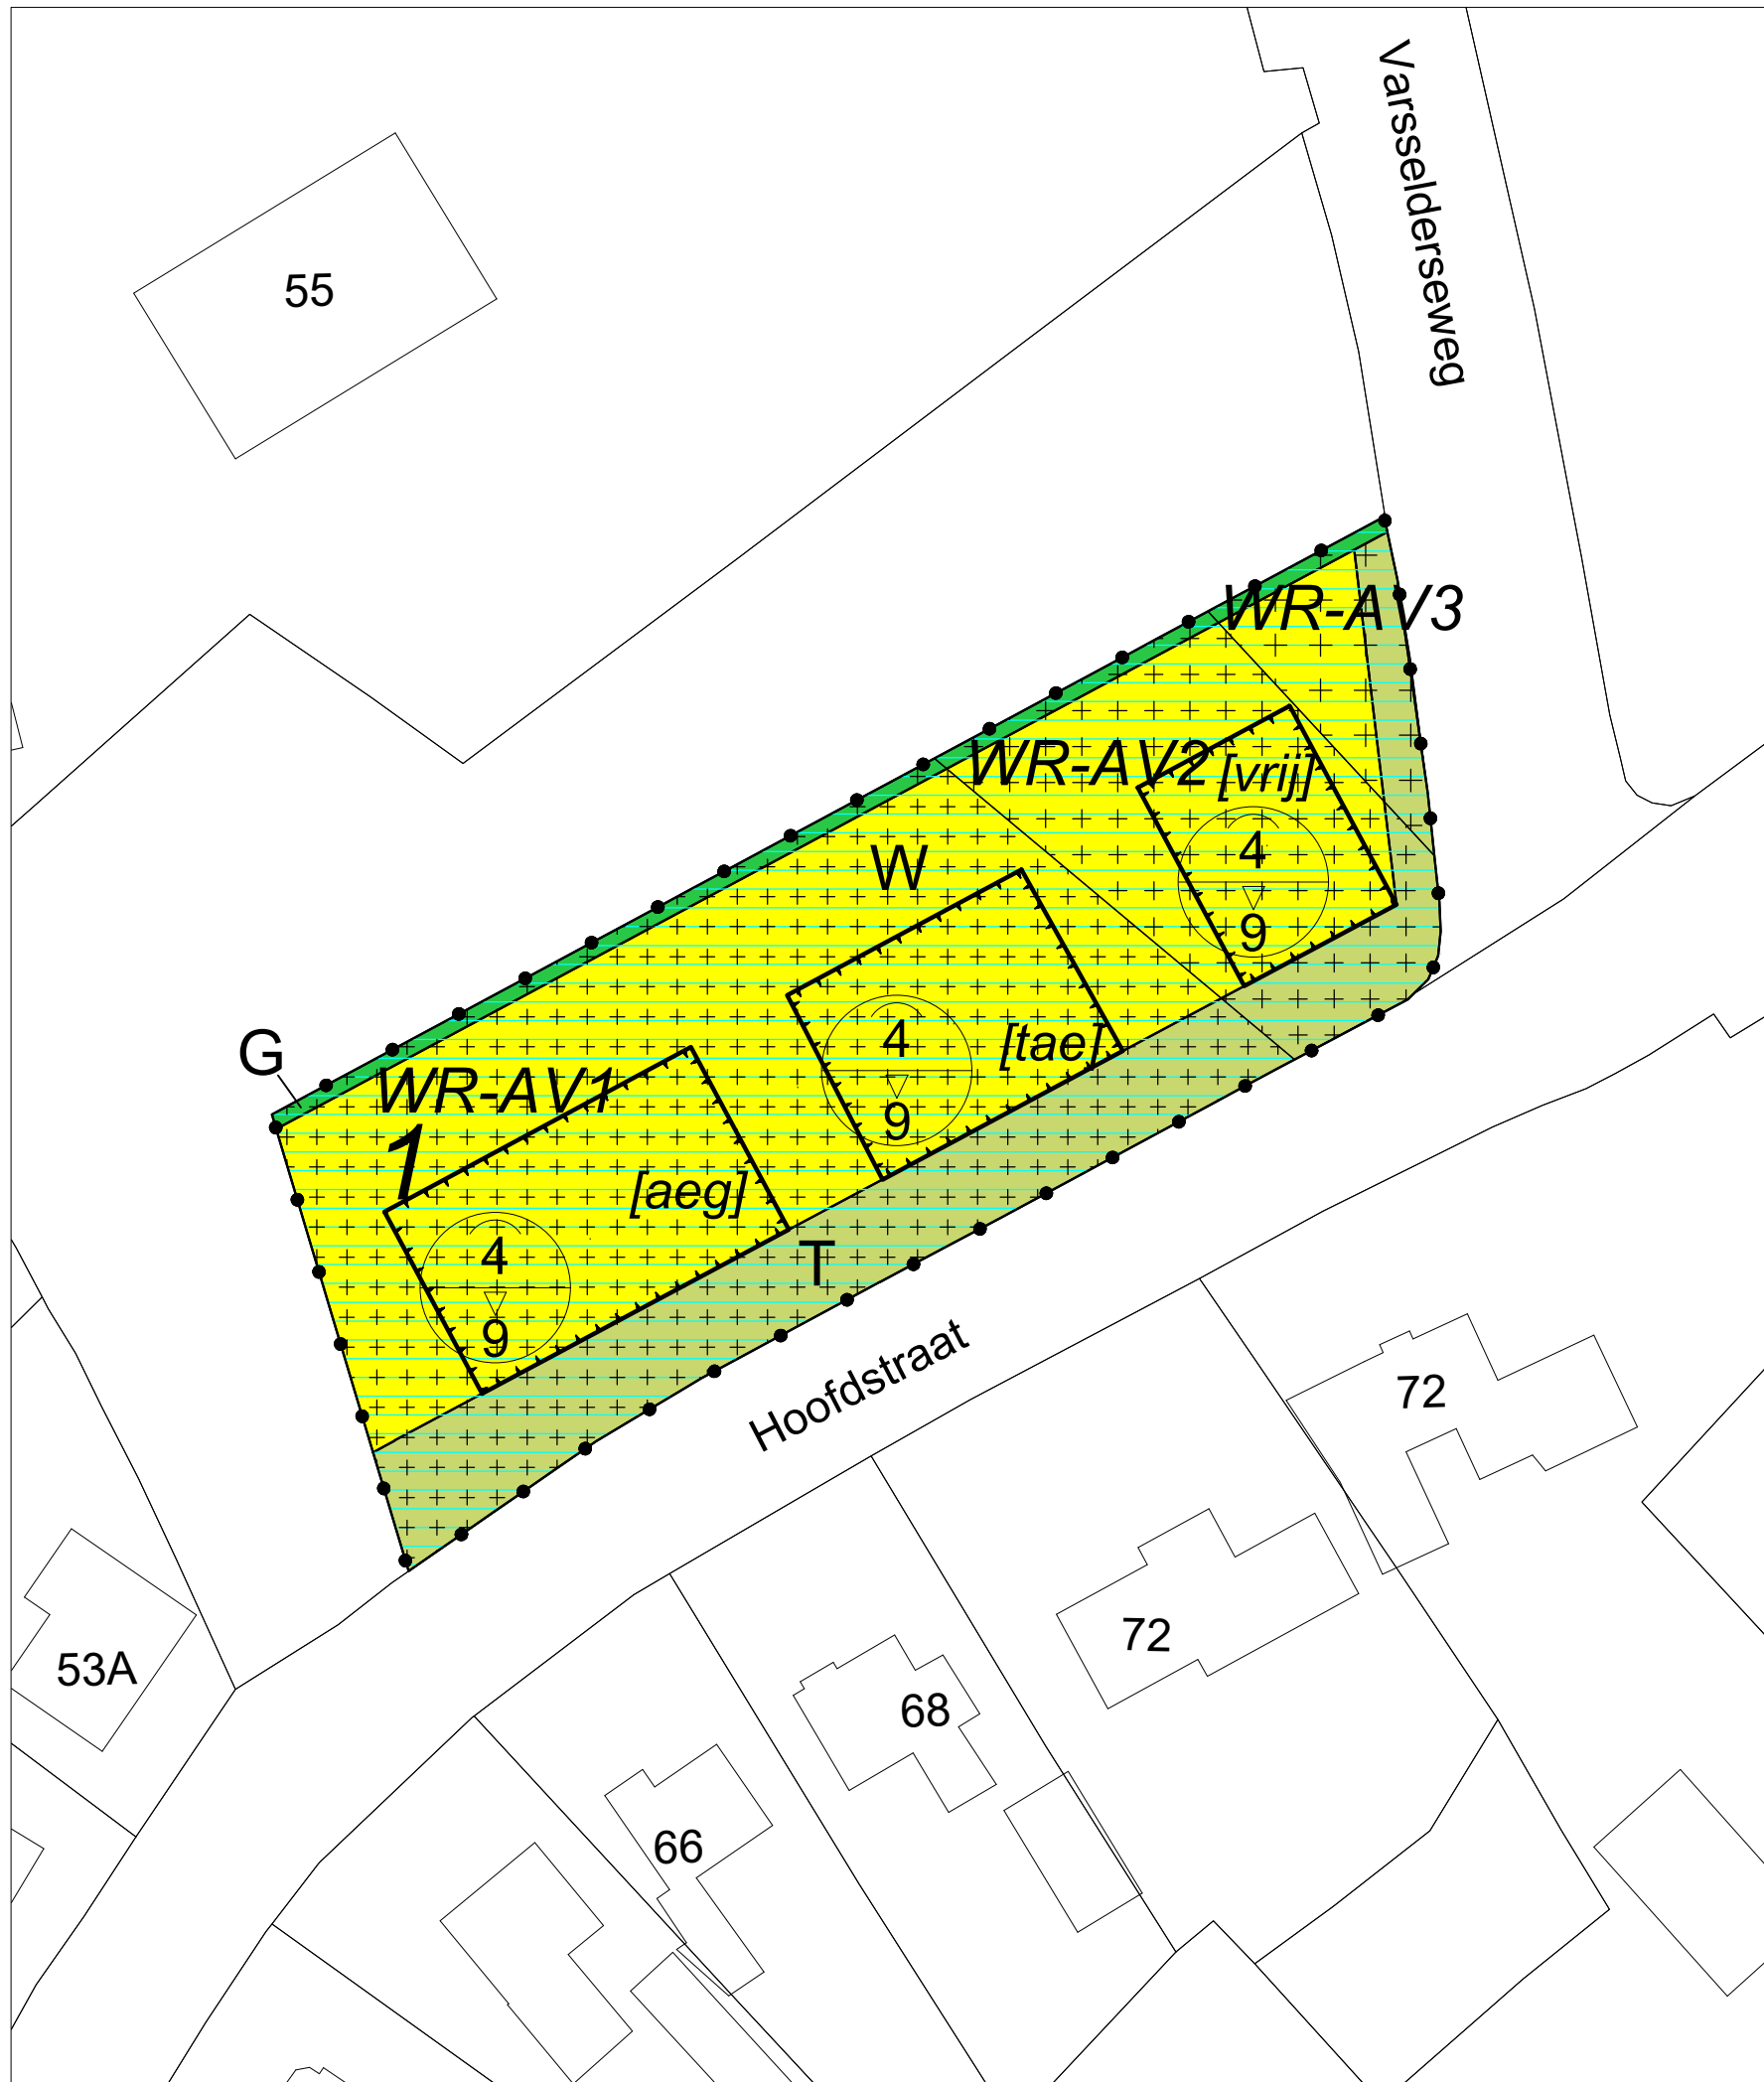 Varsselderseweg
55
WR-AV3
WR-AV2
[vrij]
4
9
W
4
[tae]
9
G
WR-AV1
1
[aeg]
4
9
T
Hoofdstraat
72
72
53A
68
66